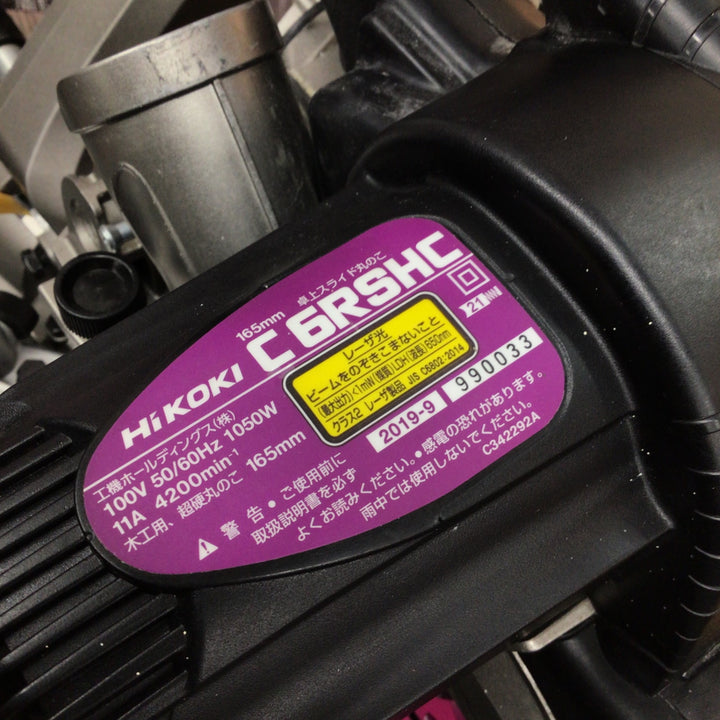 165mm 卓上スライド丸のこ
HiKOKI C 6RSHC
工機ホールディングス(株)
100V 50/60Hz 1050W
11A 4200min⁻¹
木工用、超硬丸のこ 165mm
レーザ光
ビームをのぞきこまないこと
(最大出力)<1mW(媒質)LDH(波長)650nm
クラス2 レーザ製品 JIS C6802:2014
21
2019-9 990033
警告 ●ご使用前に
取扱説明書を必ず
よくお読みください。●感電の恐れがあります。
雨中では使用しないでください。
C342292A